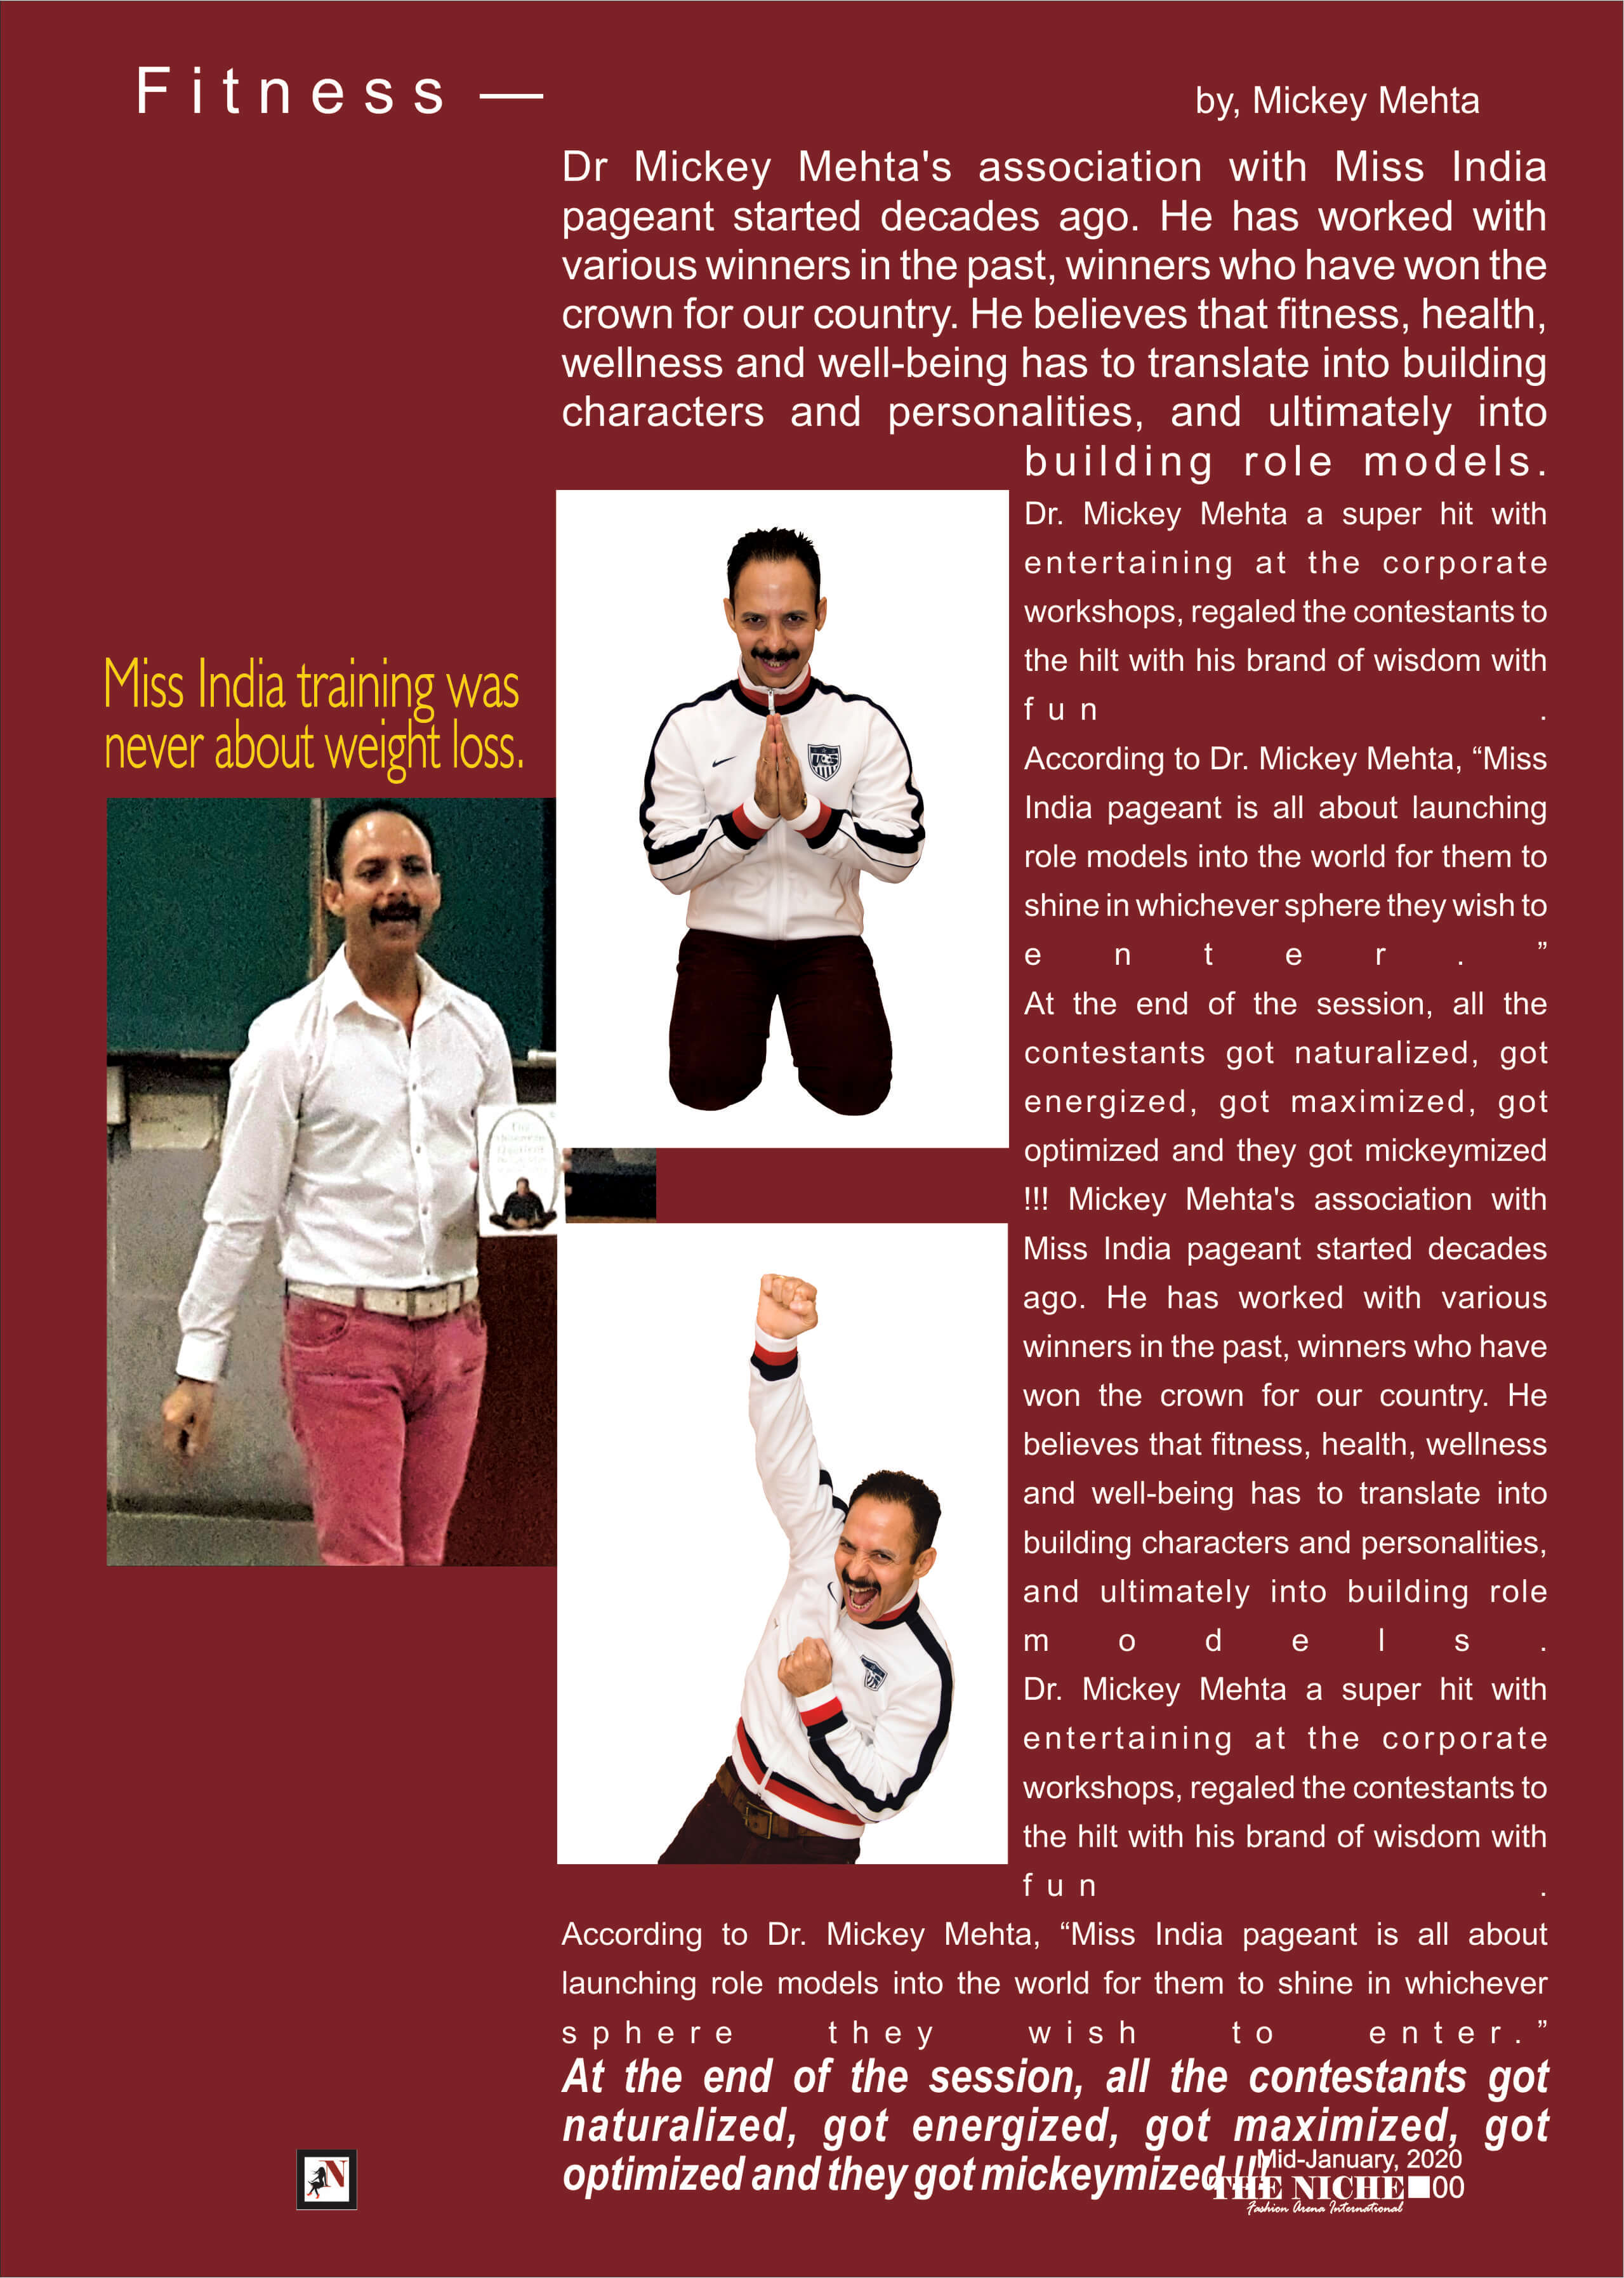 Fitness —
by, Mickey Mehta
Dr Mickey Mehta's association with Miss India
pageant started decades ago. He has worked with
various winners in the past, winners who have won the
crown for our country. He believes that fitness, health,
wellness and well-being has to translate into building
characters and personalities, and ultimately into
building role models.
Dr. Mickey Mehta a super hit with
entertaining at the corporate
workshops, regaled the contestants to
the hilt with his brand of wisdom with
fun .
According to Dr. Mickey Mehta, “Miss
India pageant is all about launching
role models into the world for them to
shine in whichever sphere they wish to
enter.”
At the end of the session, all the
contestants got naturalized, got
energized, got maximized, got
optimized and they got mickeymized
!!! Mickey Mehta's association with
Miss India pageant started decades
ago. He has worked with various
winners in the past, winners who have
won the crown for our country. He
believes that fitness, health, wellness
and well-being has to translate into
building characters and personalities,
and ultimately into building role
models.
Dr. Mickey Mehta a super hit with
entertaining at the corporate
workshops, regaled the contestants to
the hilt with his brand of wisdom with
fun .
According to Dr. Mickey Mehta, “Miss India pageant is all about
launching role models into the world for them to shine in whichever
sphere they wish to enter.”
At the end of the session, all the contestants got
naturalized, got energized, got maximized, got
optimized and they got mickeymized !!!
Miss India training was
never about weight loss.
US
N
Mid-January, 2020
THE NICHE 00
Fashion Arena International